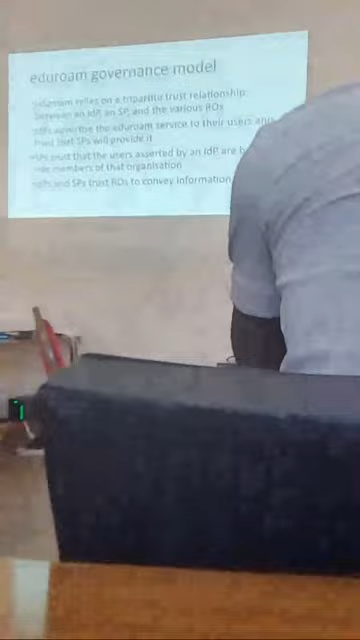 eduroam governance model
eduroam relies on a tripartite trust relationship
between an IdP, an SP, and the various ROs
IdPs advertise the eduroam service to their users and
trust that SPs will provide it
SPs trust that the users asserted by an IdP are
members of that organisation
IdPs and SPs trust ROs to convey information